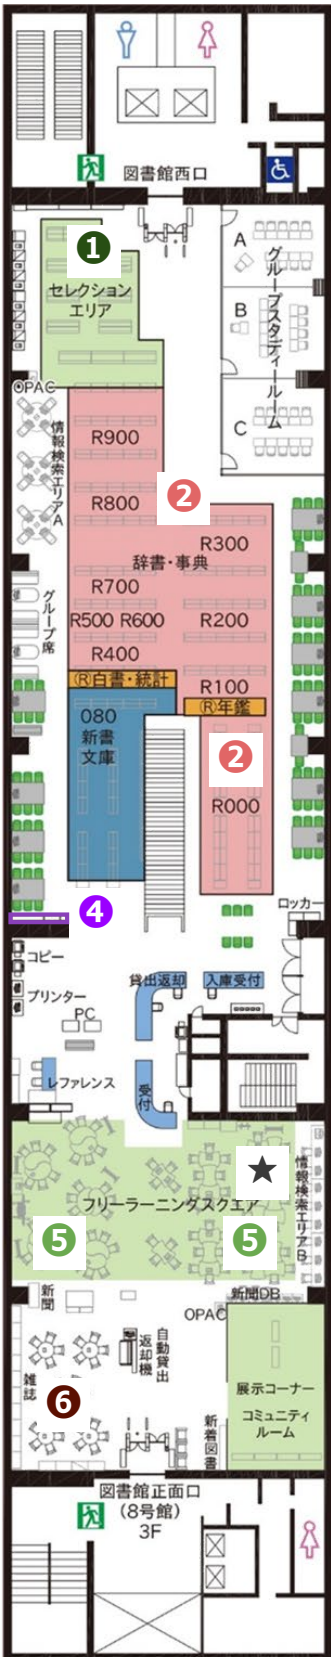 図書館西口
❶
セレクション
エリア
A
B
C
グループスタディールーム
OPAC
情報検索エリアA
R900
R800
❷
R300
辞書・事典
R700
グループ席
R500 R600
R200
R400
R100
Ⓡ白書・統計
Ⓡ年鑑
080
新書
文庫
❷
R000
❹
ロッカー
コピー
貸出返却
入庫受付
プリンター
PC
レファレンス
受付
★
フリーラーニングスクエア
情報検索エリアB
❺
❺
新聞
新聞DB
OPAC
自動貸出
返却機
展示コーナー
コミュニティ
ルーム
雑誌
❻
新着図書
図書館正面口
(8号館)
3F